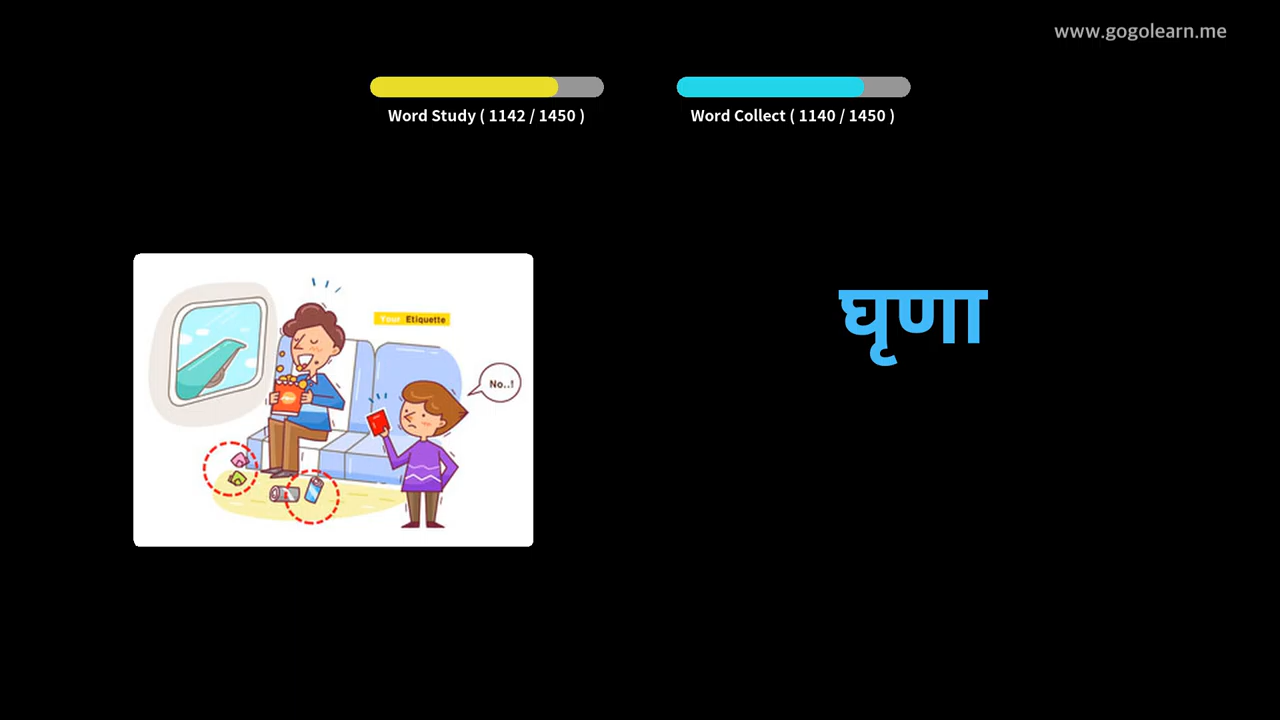 www.gogolearn.me
Word Study ( 1142 / 1450 )
Word Collect ( 1140 / 1450 )
Your Etiquette
No..!
घृणा